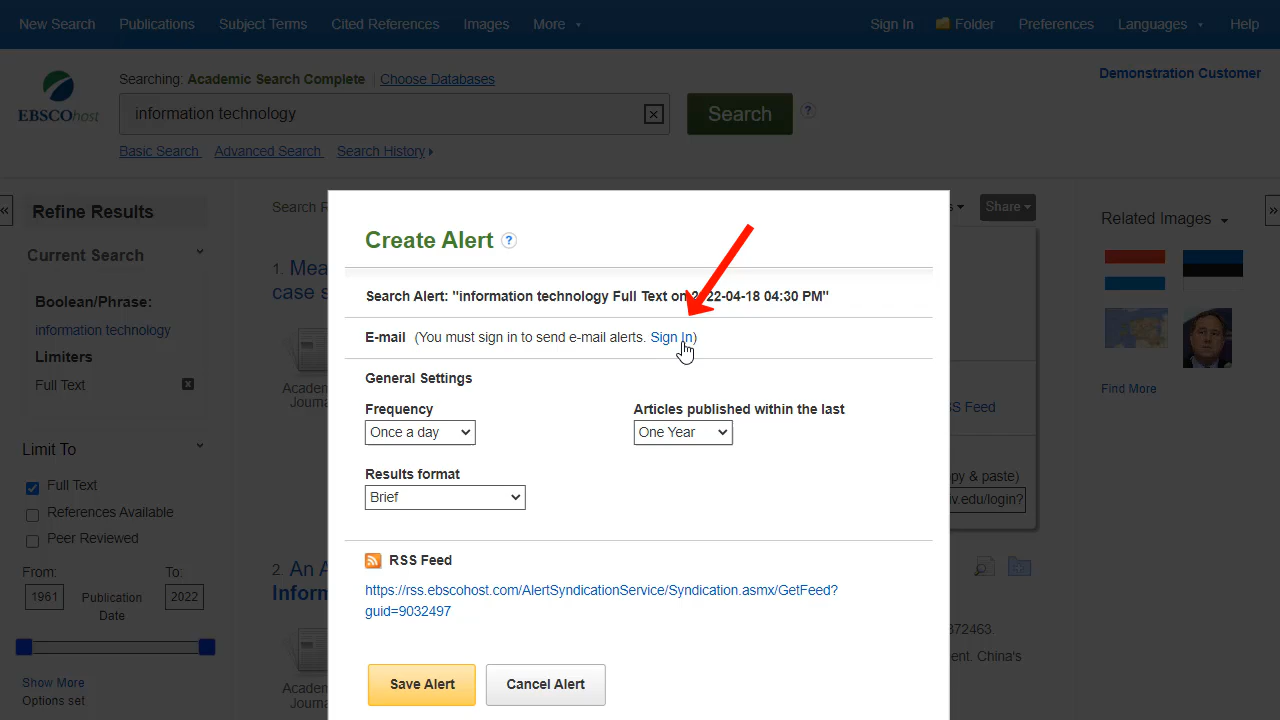 New Search Publications Subject Terms Cited References Images More Sign In Folder Preferences Languages Help
Searching: Academic Search Complete Choose Databases Demonstration Customer
EBSCOhost
information technology Search ?
Basic Search Advanced Search Search History
« Refine Results Search Share Related Images »
Current Search
Boolean/Phrase:
information technology
Limiters
Full Text
Create Alert ?
1.
case
Search Alert: "information technology Full Text on 2022-04-18 04:30 PM"
E-mail (You must sign in to send e-mail alerts. Sign In)
General Settings
Frequency Articles published within the last
Once a day One Year
Results format
Brief
Find More
Limit To
Full Text
References Available
Peer Reviewed
From: To:
1961 Publication Date 2022
Show More
Options set
2. An
RSS Feed
https://rss.ebscohost.com/AlertSyndicationService/Syndication.asmx/GetFeed?
guid=9032497
Save Alert Cancel Alert
Feed
& paste)
.edu/login?
372463.
China's